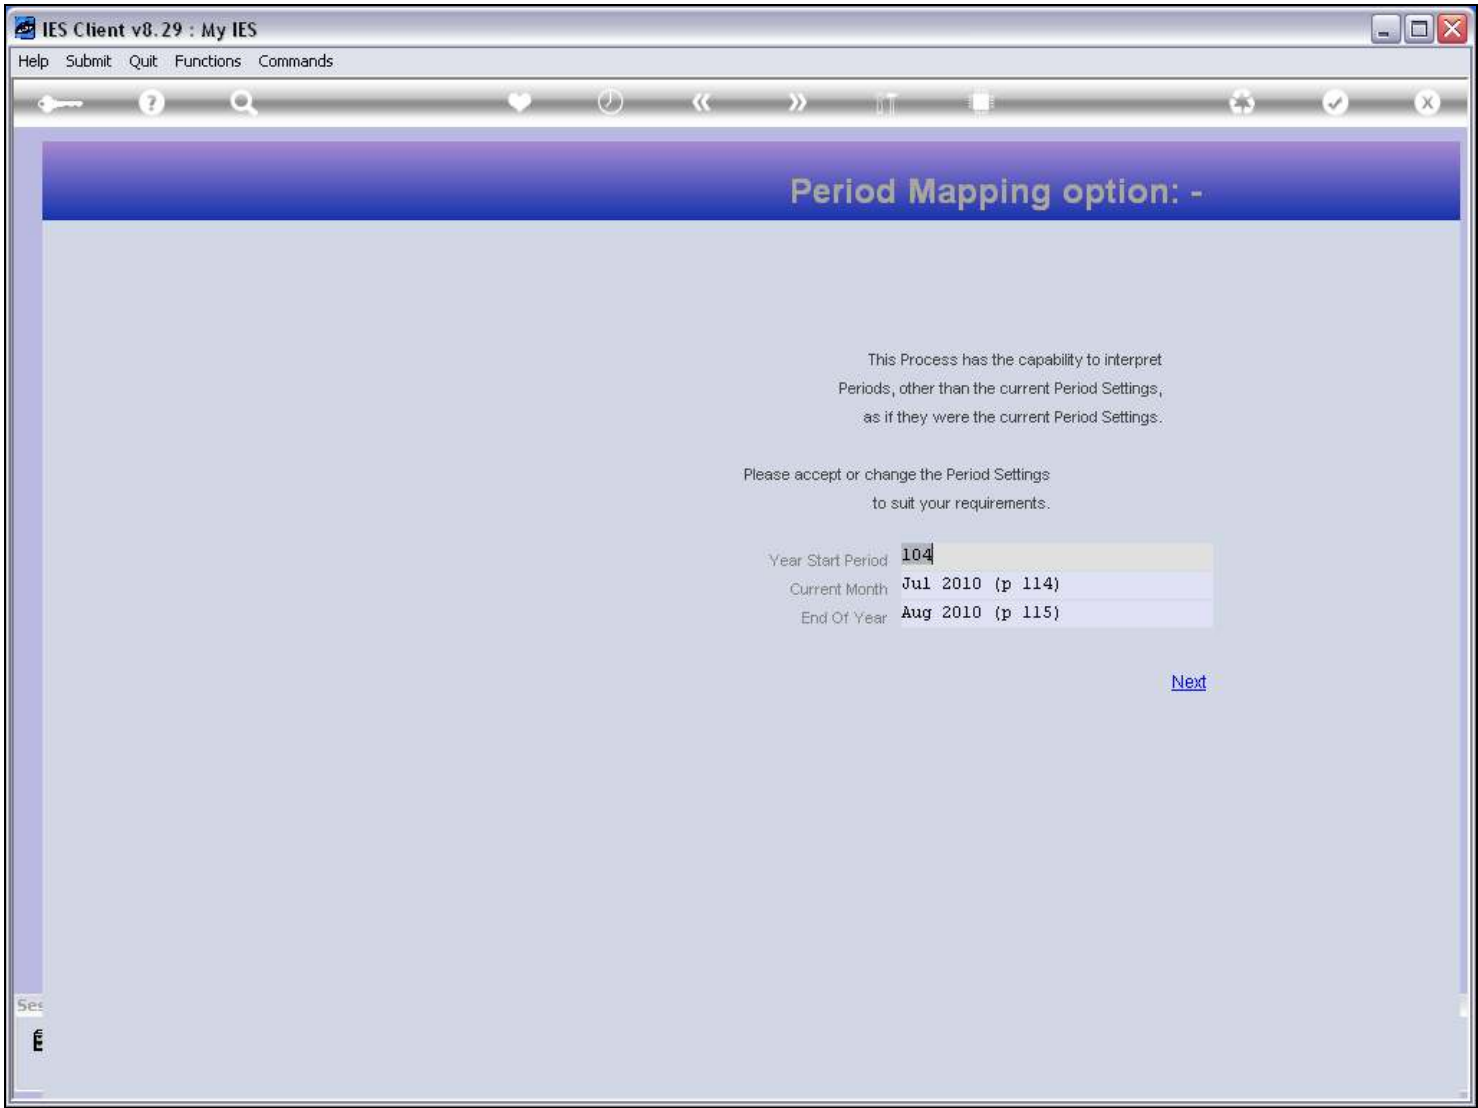 IES Client v8.29 : My IES
Help Submit Quit Functions Commands
Period Mapping option: -
This Process has the capability to interpret
Periods, other than the current Period Settings,
as if they were the current Period Settings.
Please accept or change the Period Settings
to suit your requirements.
Year Start Period 104
Current Month Jul 2010 (p 114)
End Of Year Aug 2010 (p 115)
Next
Ses